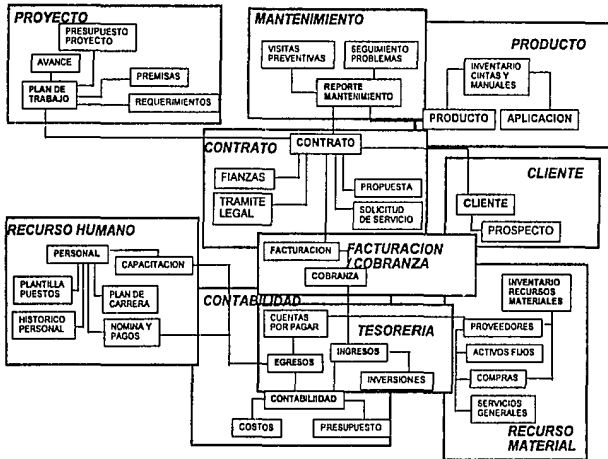 PROYECTO
PRESUPUESTO
PROYECTO
AVANCE
PLAN DE
TRABAJO
PREMISAS
REQUERIMIENTOS
MANTENIMIENTO
VISITAS
PREVENTIVAS
SEGUIMIENTO
PROBLEMAS
REPORTE
MANTENIMIENTO
PRODUCTO
INVENTARIO
CINTAS Y
MANUALES
PRODUCTO
APLICACION
CONTRATO
CONTRATO
FIANZAS
TRAMITE
LEGAL
PROPUESTA
SOLICITUD
DE SERVICIO
CLIENTE
CLIENTE
PROSPECTO
RECURSO HUMANO
PERSONAL
CAPACITACION
PLANTILLA
PUESTOS
PLAN DE
CARRERA
HISTORICO
PERSONAL
NOMINA Y
PAGOS
FACTURACION
Y COBRANZA
FACTURACION
COBRANZA
CONTABILIDAD
CUENTAS
POR PAGAR
TESORERIA
EGRESOS
INGRESOS
INVERSIONES
CONTABILIDAD
COSTOS
PRESUPUESTO
INVENTARIO
RECURSOS
MATERIALES
PROVEEDORES
ACTIVOS FIJOS
COMPRAS
SERVICIOS
GENERALES
RECURSO
MATERIAL